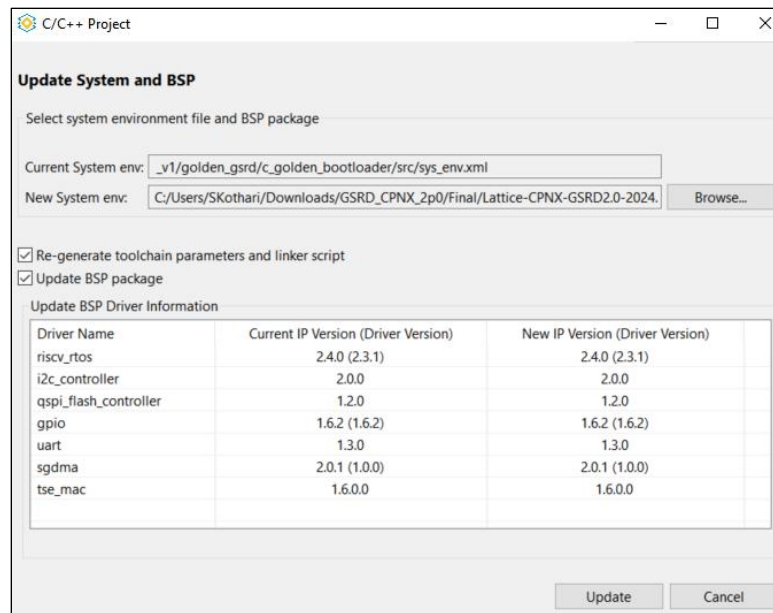 C/C++ Project
Update System and BSP
Select system environment file and BSP package
Current System env: _v1/golden_gsrd/c_golden_bootloader/src/sys_env.xml
New System env: C:/Users/SKothari/Downloads/GSRD_CPNX_2p0/Final/Lattice-CPNX-GSRD2.0-2024. Browse...
Re-generate toolchain parameters and linker script
Update BSP package
Update BSP Driver Information
Driver Name Current IP Version (Driver Version) New IP Version (Driver Version)
riscv_rtos 2.4.0 (2.3.1) 2.4.0 (2.3.1)
i2c_controller 2.0.0 2.0.0
qspi_flash_controller 1.2.0 1.2.0
gpio 1.6.2 (1.6.2) 1.6.2 (1.6.2)
uart 1.3.0 1.3.0
sgdma 2.0.1 (1.0.0) 2.0.1 (1.0.0)
tse_mac 1.6.0.0 1.6.0.0
Update Cancel